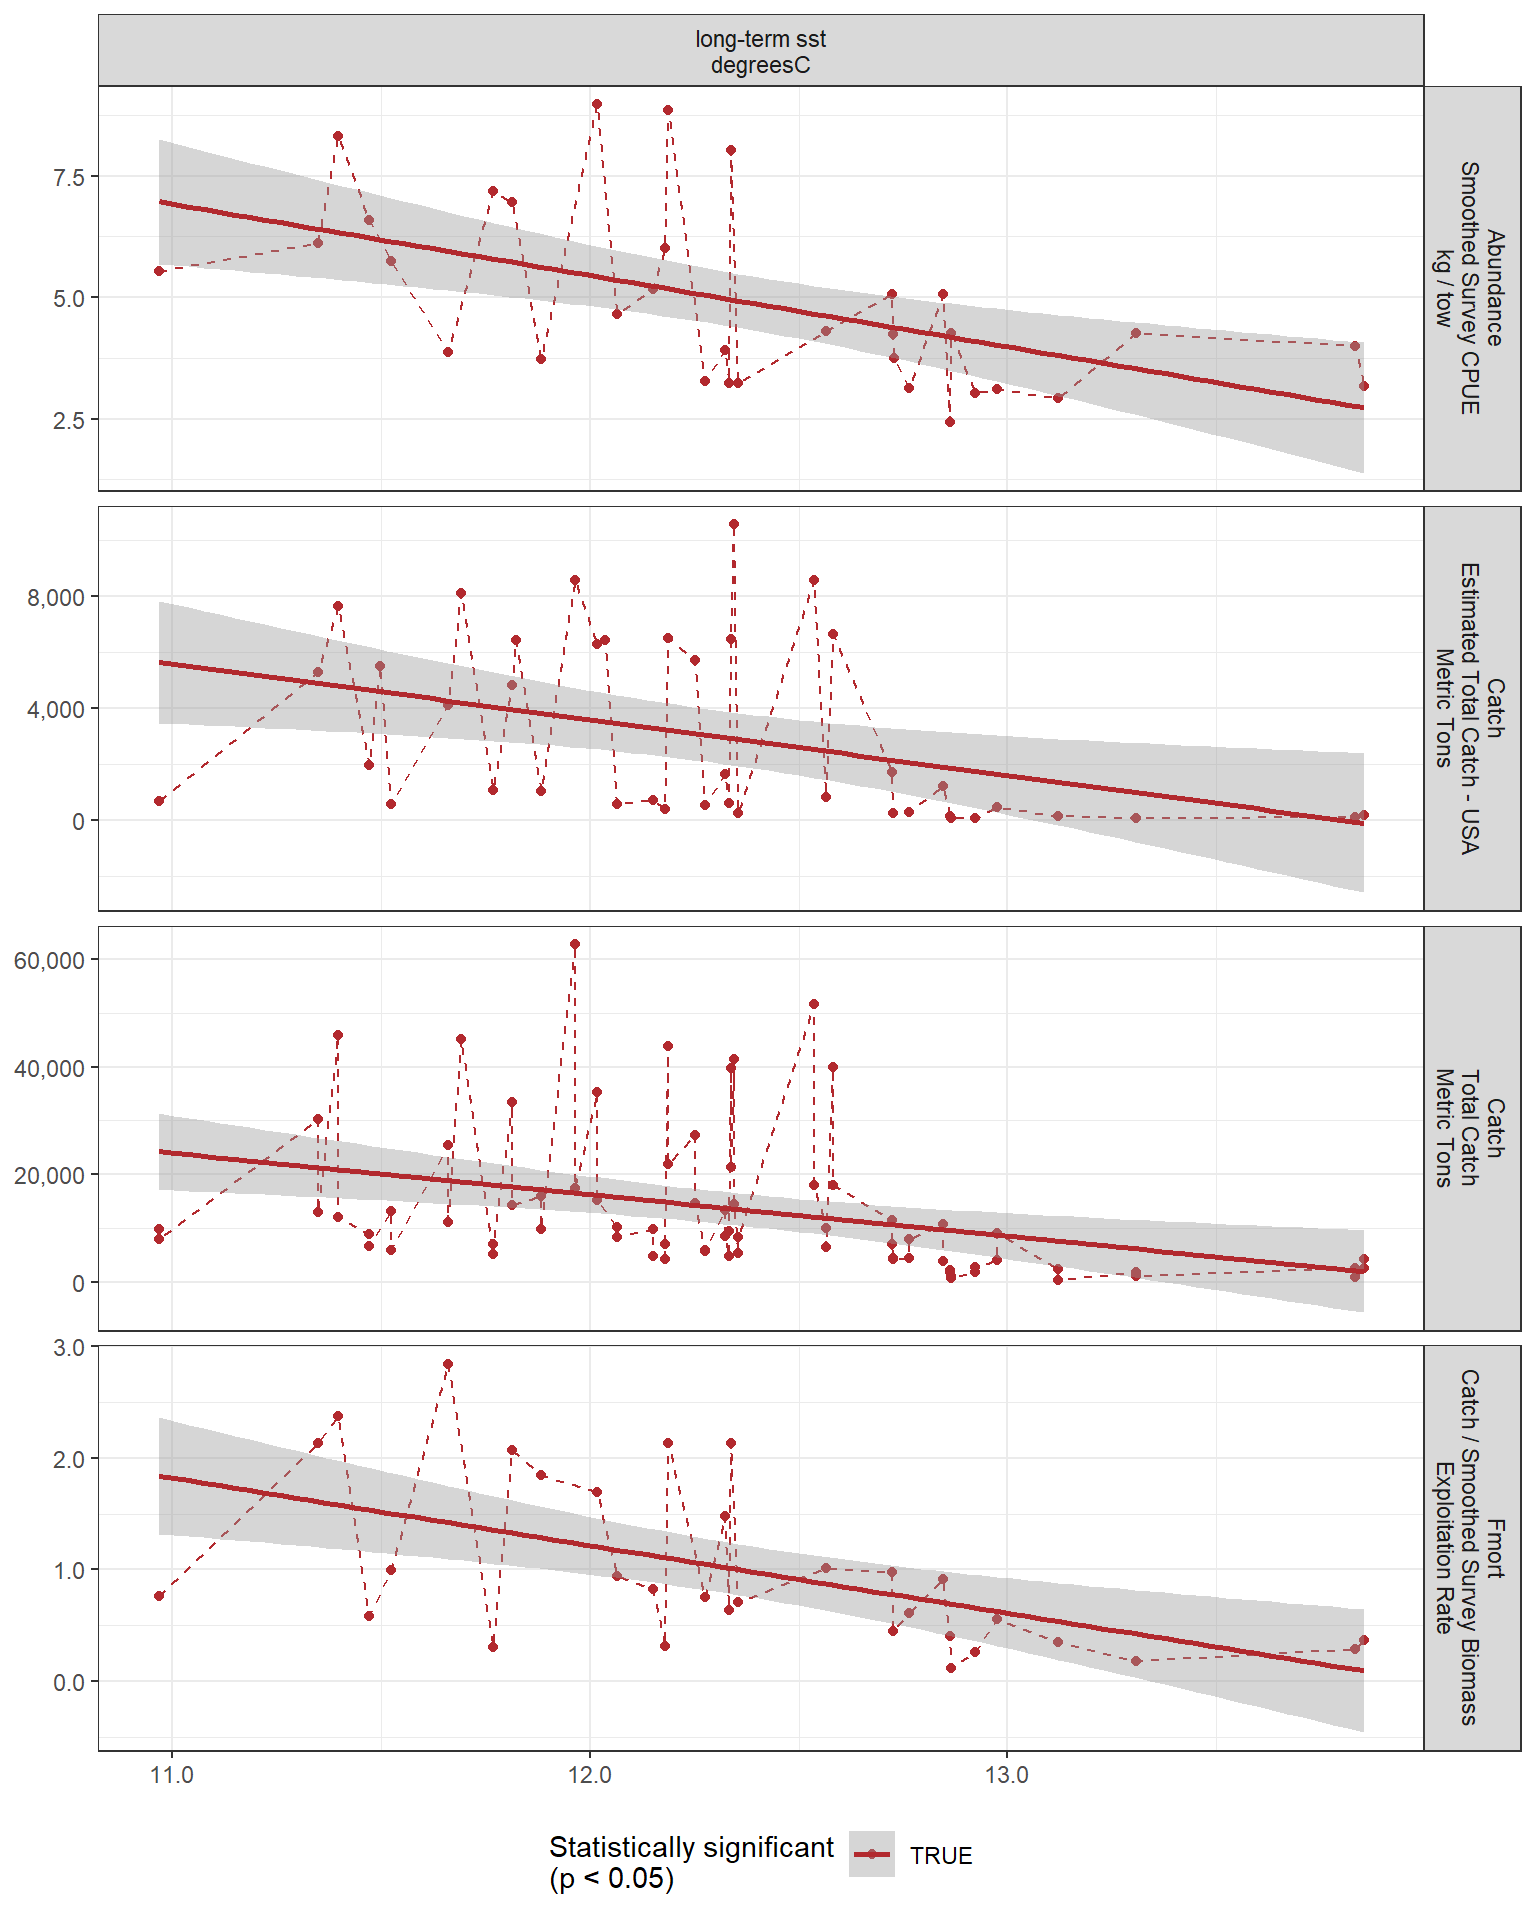 long-term sst
degreesC
7.5
5.0
2.5
Abundance
Smoothed Survey CPUE
kg / tow
8,000
4,000
0
Catch
Estimated Total Catch - USA
Metric Tons
60,000
40,000
20,000
0
Catch
Total Catch
Metric Tons
3.0
2.0
1.0
0.0
Fmort
Catch / Smoothed Survey Biomass
Exploitation Rate
11.0
12.0
13.0
Statistically significant
(p < 0.05)
TRUE